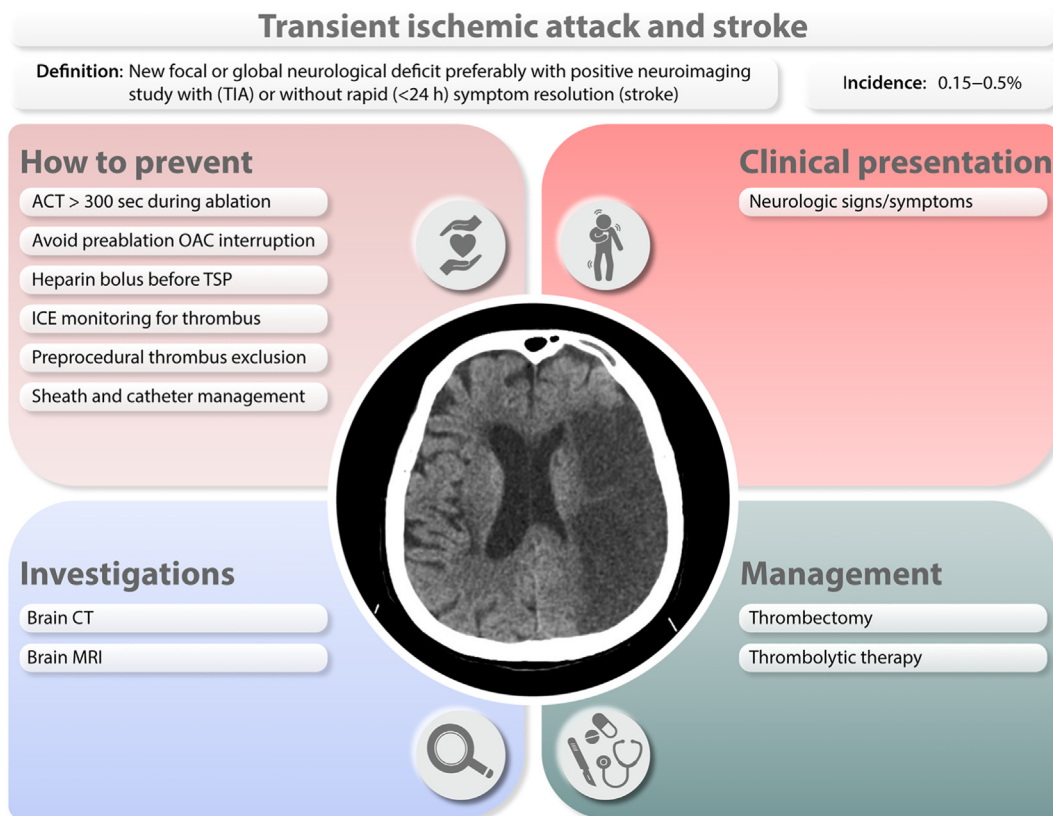 Transient ischemic attack and stroke
Definition: New focal or global neurological deficit preferably with positive neuroimaging
study with (TIA) or without rapid (<24 h) symptom resolution (stroke)
Incidence: 0.15–0.5%
How to prevent
ACT > 300 sec during ablation
Avoid preablation OAC interruption
Heparin bolus before TSP
ICE monitoring for thrombus
Preprocedural thrombus exclusion
Sheath and catheter management
Clinical presentation
Neurologic signs/symptoms
Investigations
Brain CT
Brain MRI
Management
Thrombectomy
Thrombolytic therapy